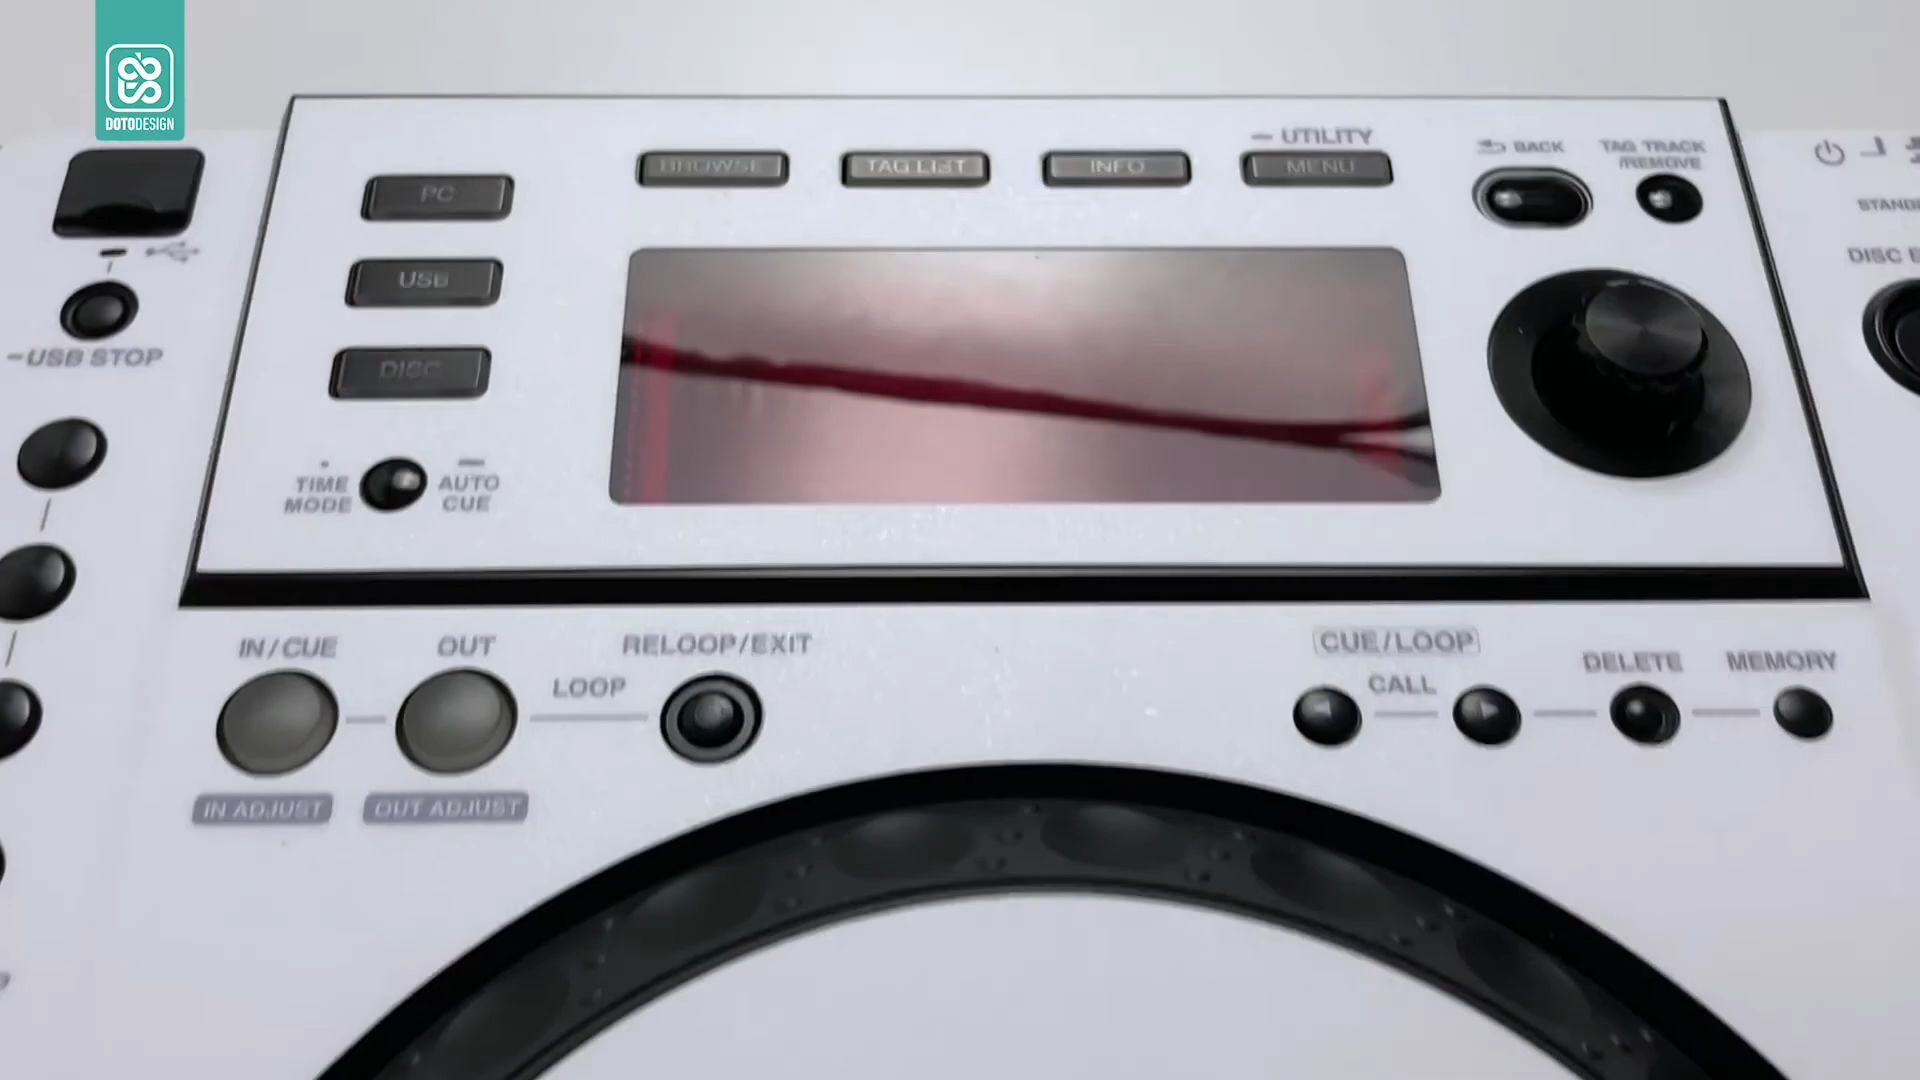 DOTODESIGN
UTILITY
BROWSE
TAG LIST
INFO
MENU
BACK
TAG TRACK
/REMOVE
PC
USB
DISC
USB STOP
TIME
MODE
AUTO
CUE
IN/CUE
OUT
RELOOP/EXIT
LOOP
CUE/LOOP
CALL
DELETE
MEMORY
IN ADJUST
OUT ADJUST